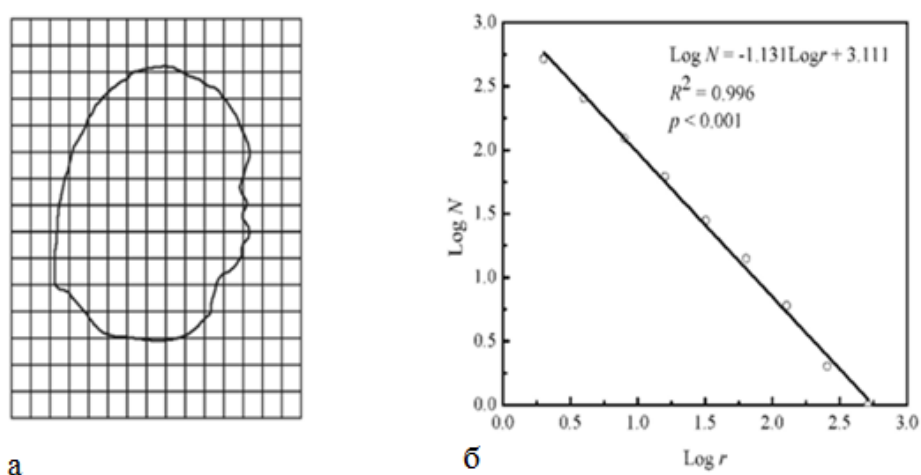 3.0
2.5
2.0
1.5
1.0
0.5
0.0
Log N
Log N = -1.131Logr + 3.111
R² = 0.996
p < 0.001
0.0 0.5 1.0 1.5 2.0 2.5 3.0
Log r
а
б